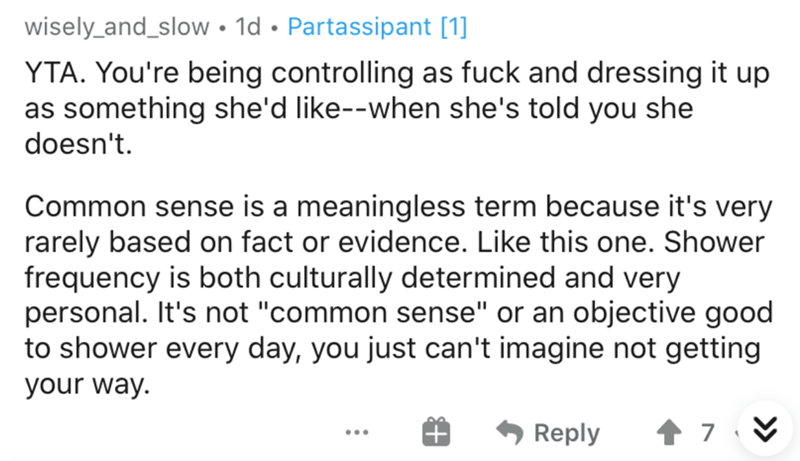 wisely_and_slow • 1d • Partassipant [1]
YTA. You're being controlling as fuck and dressing it up
as something she'd like--when she's told you she
doesn't.
Common sense is a meaningless term because it's very
rarely based on fact or evidence. Like this one. Shower
frequency is both culturally determined and very
personal. It's not "common sense" or an objective good
to shower every day, you just can't imagine not getting
your way.
... Reply 7